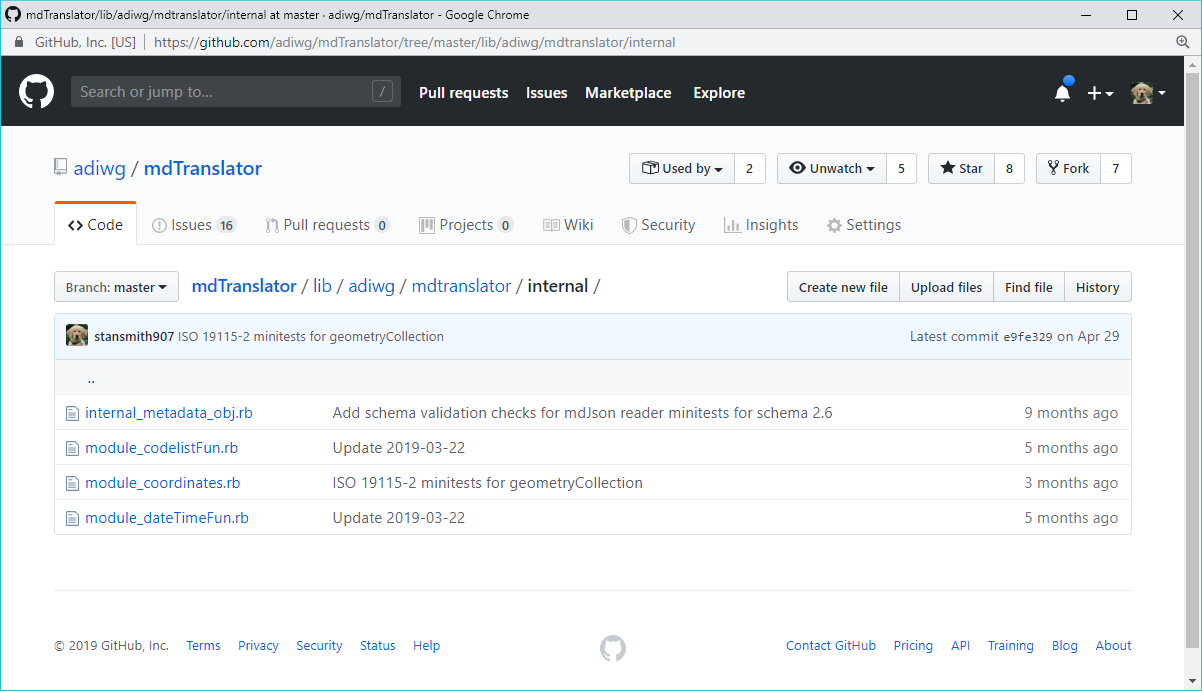 mdTranslator/lib/adiwg/mdtranslator/internal at master · adiwg/mdTranslator - Google Chrome
GitHub, Inc. [US] https://github.com/adiwg/mdTranslator/tree/master/lib/adiwg/mdtranslator/internal
Search or jump to... / Pull requests Issues Marketplace Explore
adiwg / mdTranslator Used by 2 Unwatch 5 Star 8 Fork 7
Code Issues 16 Pull requests 0 Projects 0 Wiki Security Insights Settings
Branch: master mdTranslator / lib / adiwg / mdtranslator / internal / Create new file Upload files Find file History
stansmith907 ISO 19115-2 minitests for geometryCollection Latest commit e9fe329 on Apr 29
..
internal_metadata_obj.rb Add schema validation checks for mdJson reader minitests for schema 2.6 9 months ago
module_codelistFun.rb Update 2019-03-22 5 months ago
module_coordinates.rb ISO 19115-2 minitests for geometryCollection 3 months ago
module_dateTimeFun.rb Update 2019-03-22 5 months ago
© 2019 GitHub, Inc. Terms Privacy Security Status Help Contact GitHub Pricing API Training Blog About